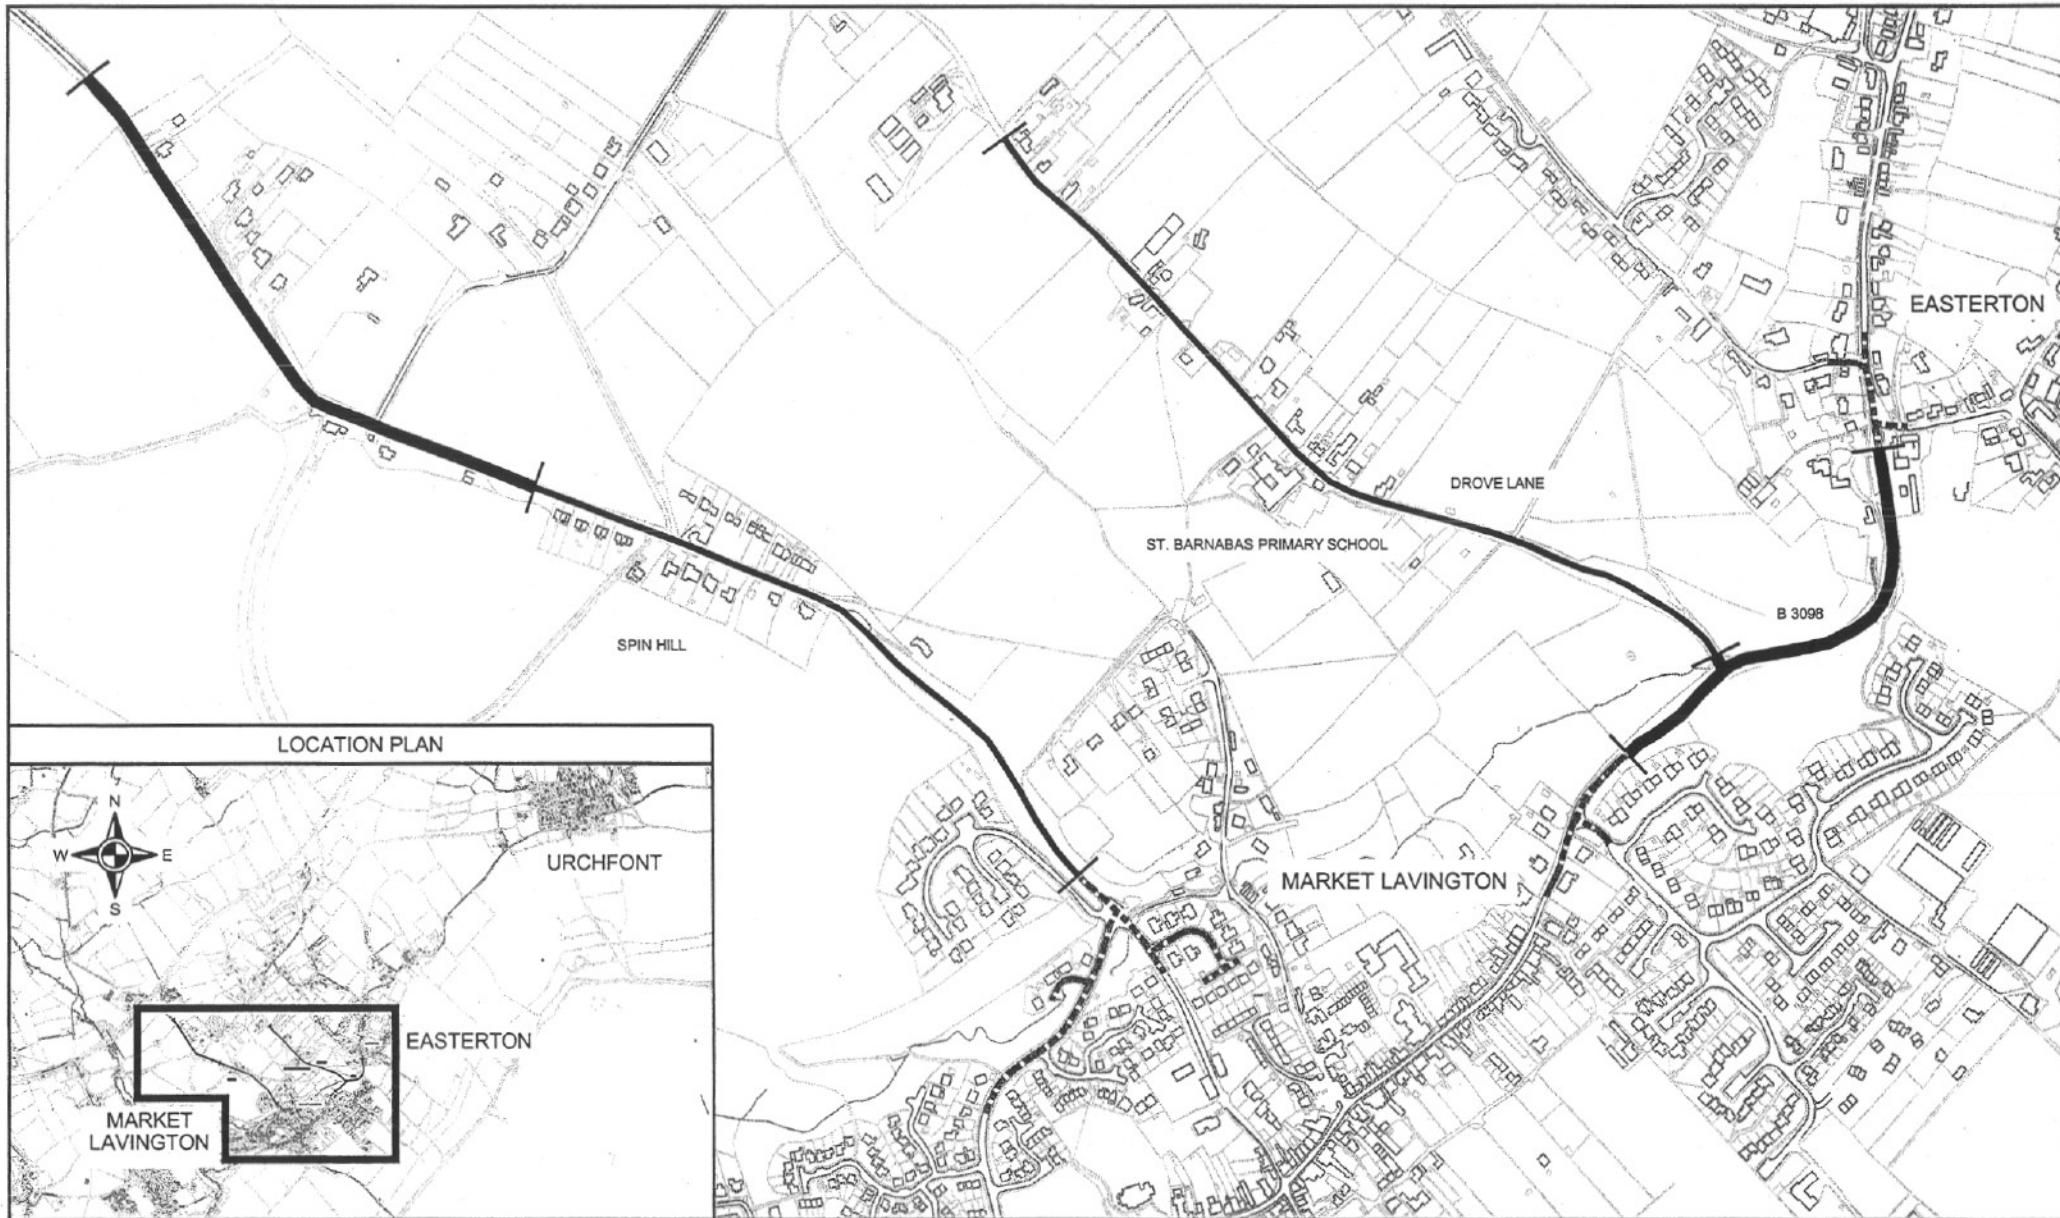 EASTERTON
DROVE LANE
ST. BARNABAS PRIMARY SCHOOL
B 3098
SPIN HILL
MARKET LAVINGTON
LOCATION PLAN
N
W E
S
URCHFONT
EASTERTON
MARKET
LAVINGTON